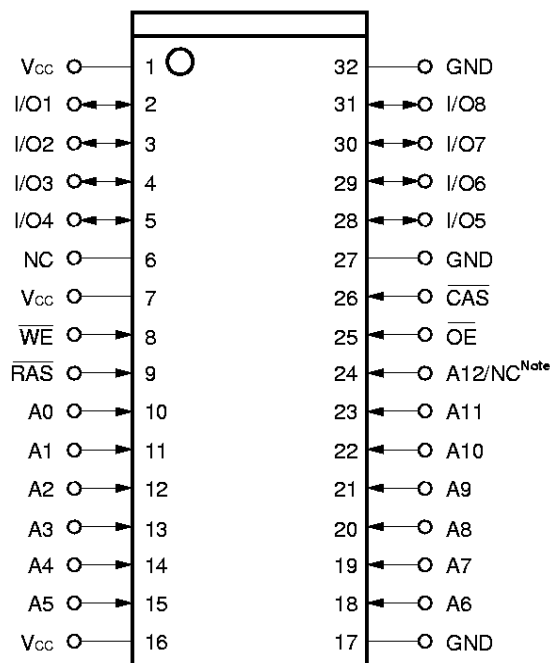 Vcc 1 32 GND
I/O1 2 31 I/O8
I/O2 3 30 I/O7
I/O3 4 29 I/O6
I/O4 5 28 I/O5
NC 6 27 GND
Vcc 7 26 CAS
WE 8 25 OE
RAS 9 24 A12/NC Note
A0 10 23 A11
A1 11 22 A10
A2 12 21 A9
A3 13 20 A8
A4 14 19 A7
A5 15 18 A6
Vcc 16 17 GND